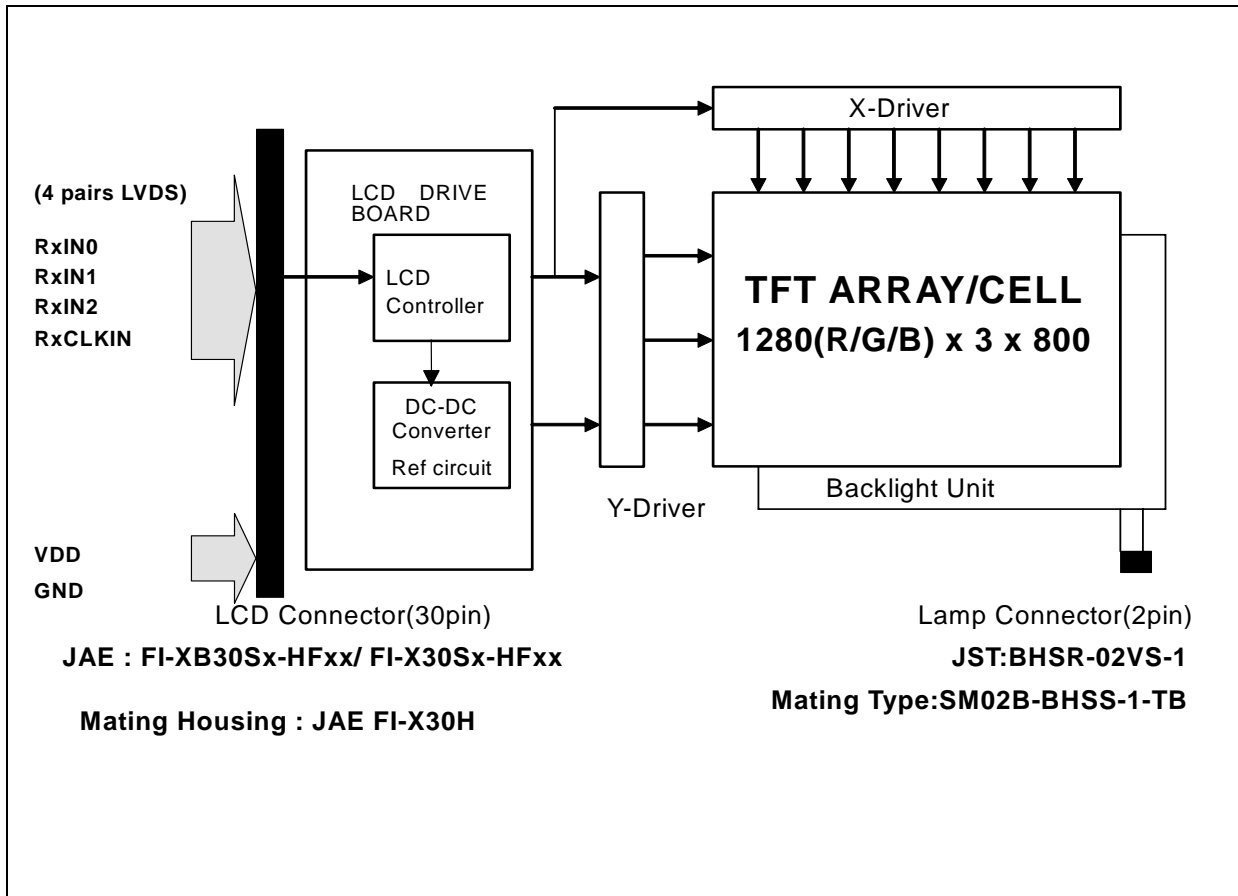 X-Driver
(4 pairs LVDS)
RxIN0
RxIN1
RxIN2
RxCLKIN
LCD DRIVE
BOARD
LCD
Controller
DC-DC
Converter
Ref circuit
Y-Driver
TFT ARRAY/CELL
1280(R/G/B) x 3 x 800
Backlight Unit
VDD
GND
LCD Connector(30pin)
JAE : FI-XB30Sx-HFxx/ FI-X30Sx-HFxx
Mating Housing : JAE FI-X30H
Lamp Connector(2pin)
JST:BHSR-02VS-1
Mating Type:SM02B-BHSS-1-TB